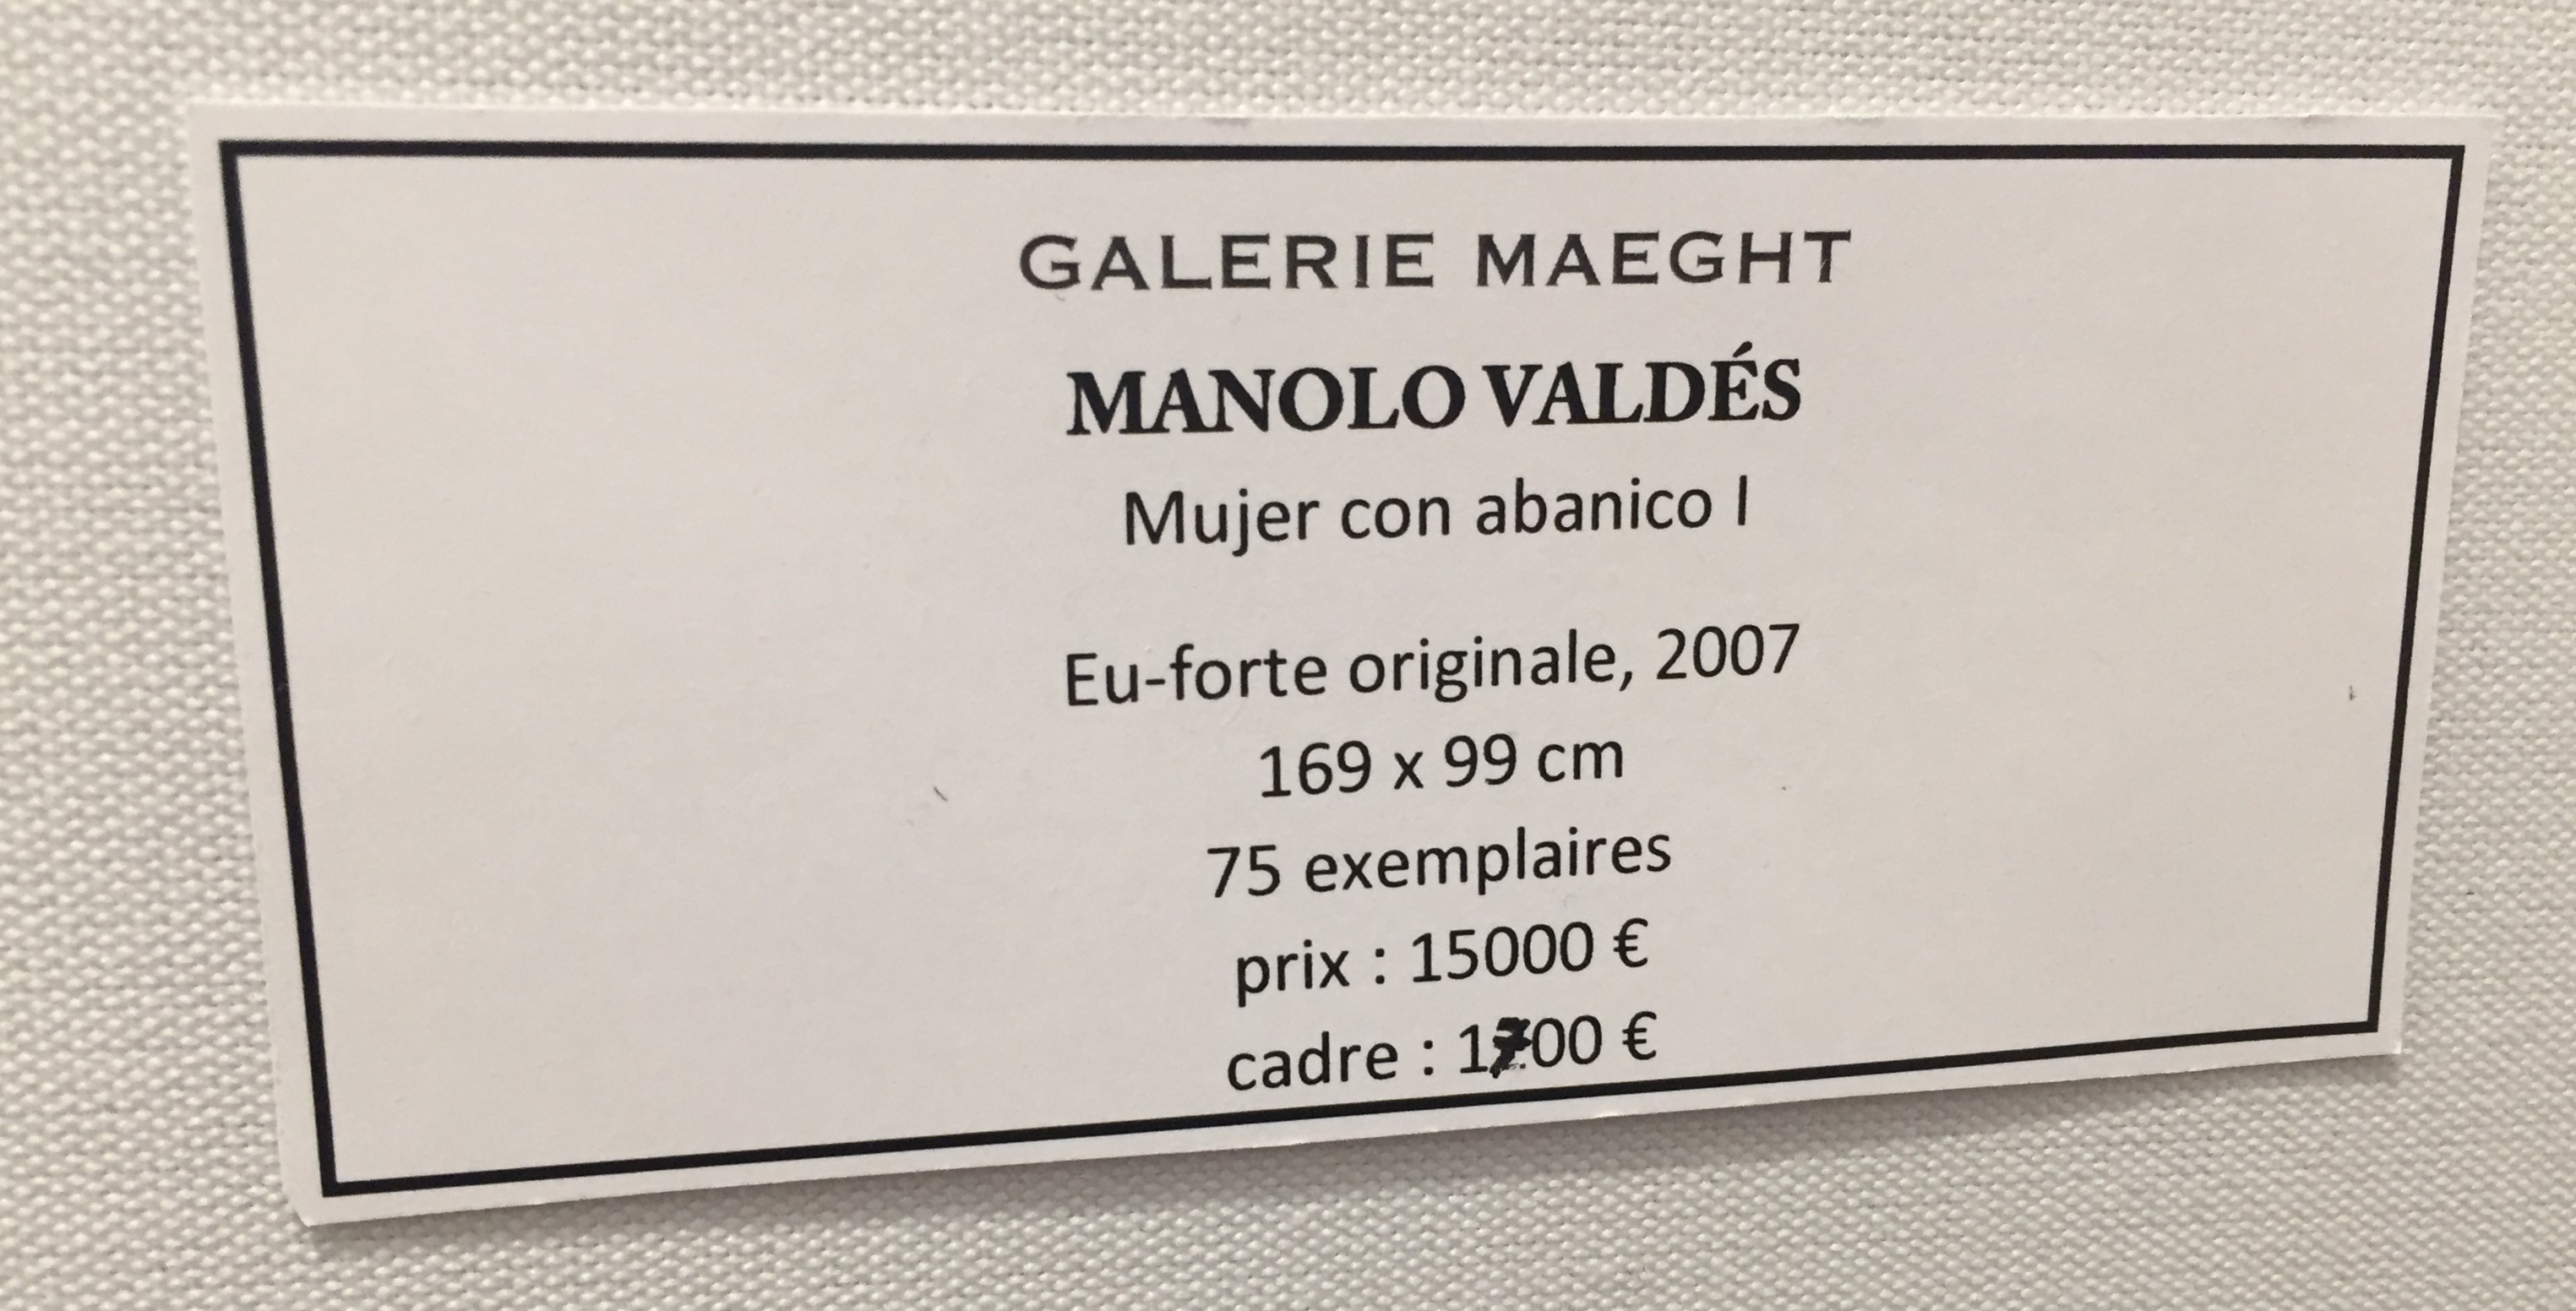 GALERIE MAEGHT
MANOLO VALDÉS
Mujer con abanico I
Eu-forte originale, 2007
169 x 99 cm
75 exemplaires
prix : 15000 €
cadre : 1700 €